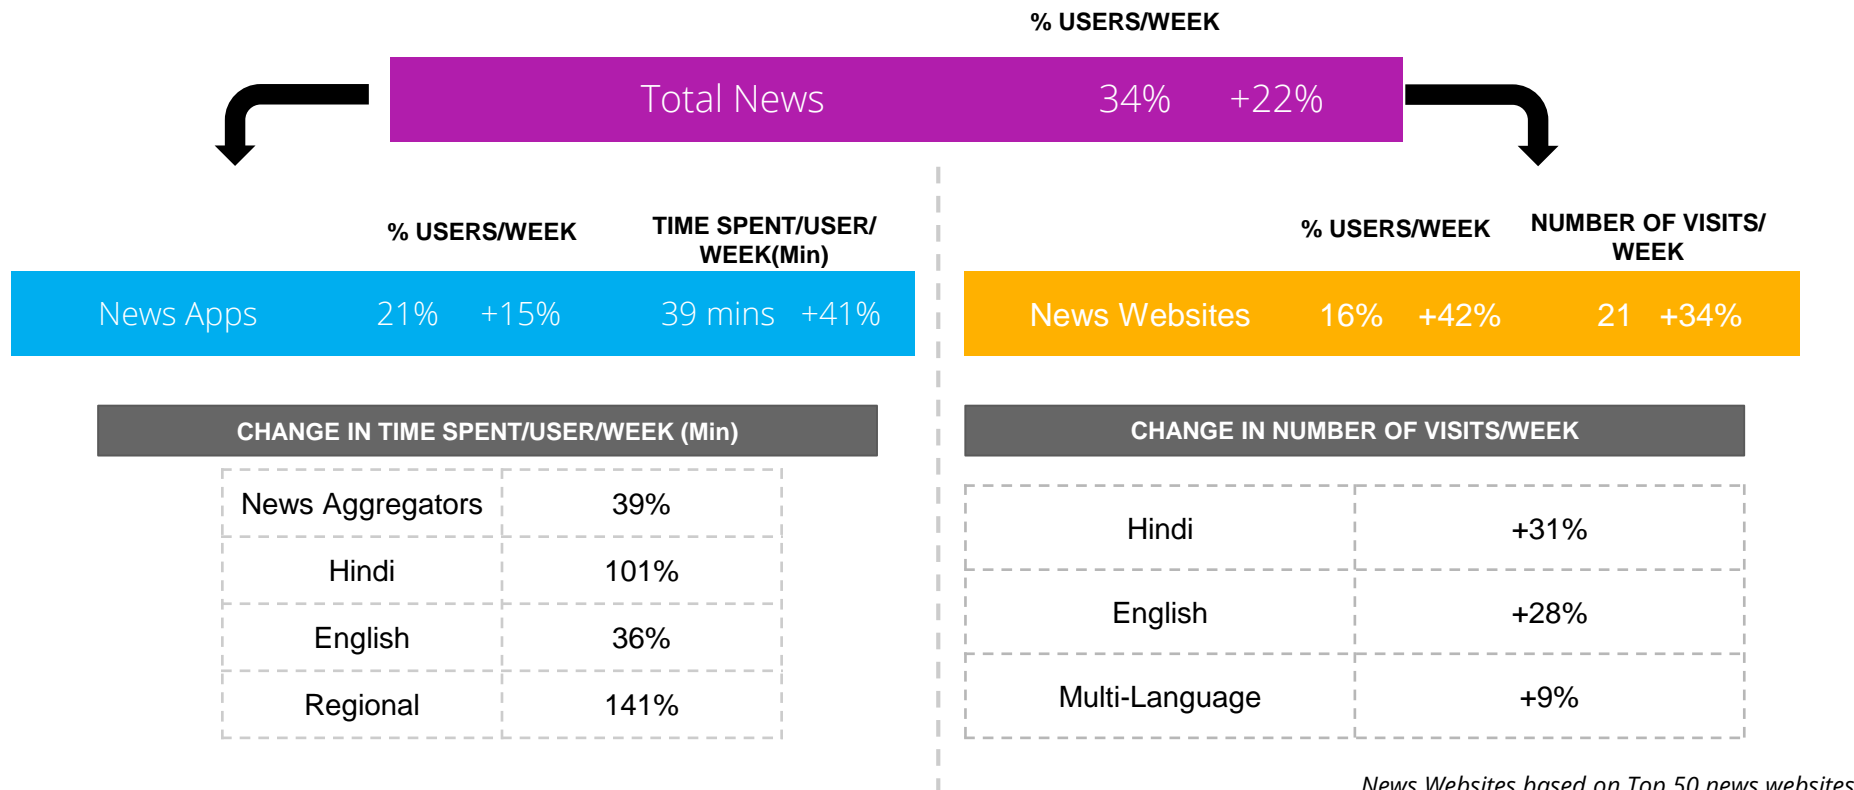 % USERS/WEEK
Total News 34% +22%
% USERS/WEEK
TIME SPENT/USER/
WEEK(Min)
News Apps 21% +15% 39 mins +41%
CHANGE IN TIME SPENT/USER/WEEK (Min)
News Aggregators 39%
Hindi 101%
English 36%
Regional 141%
% USERS/WEEK
NUMBER OF VISITS/
WEEK
News Websites 16% +42% 21 +34%
CHANGE IN NUMBER OF VISITS/WEEK
Hindi +31%
English +28%
Multi-Language +9%
News Websites based on Top 50 news websites